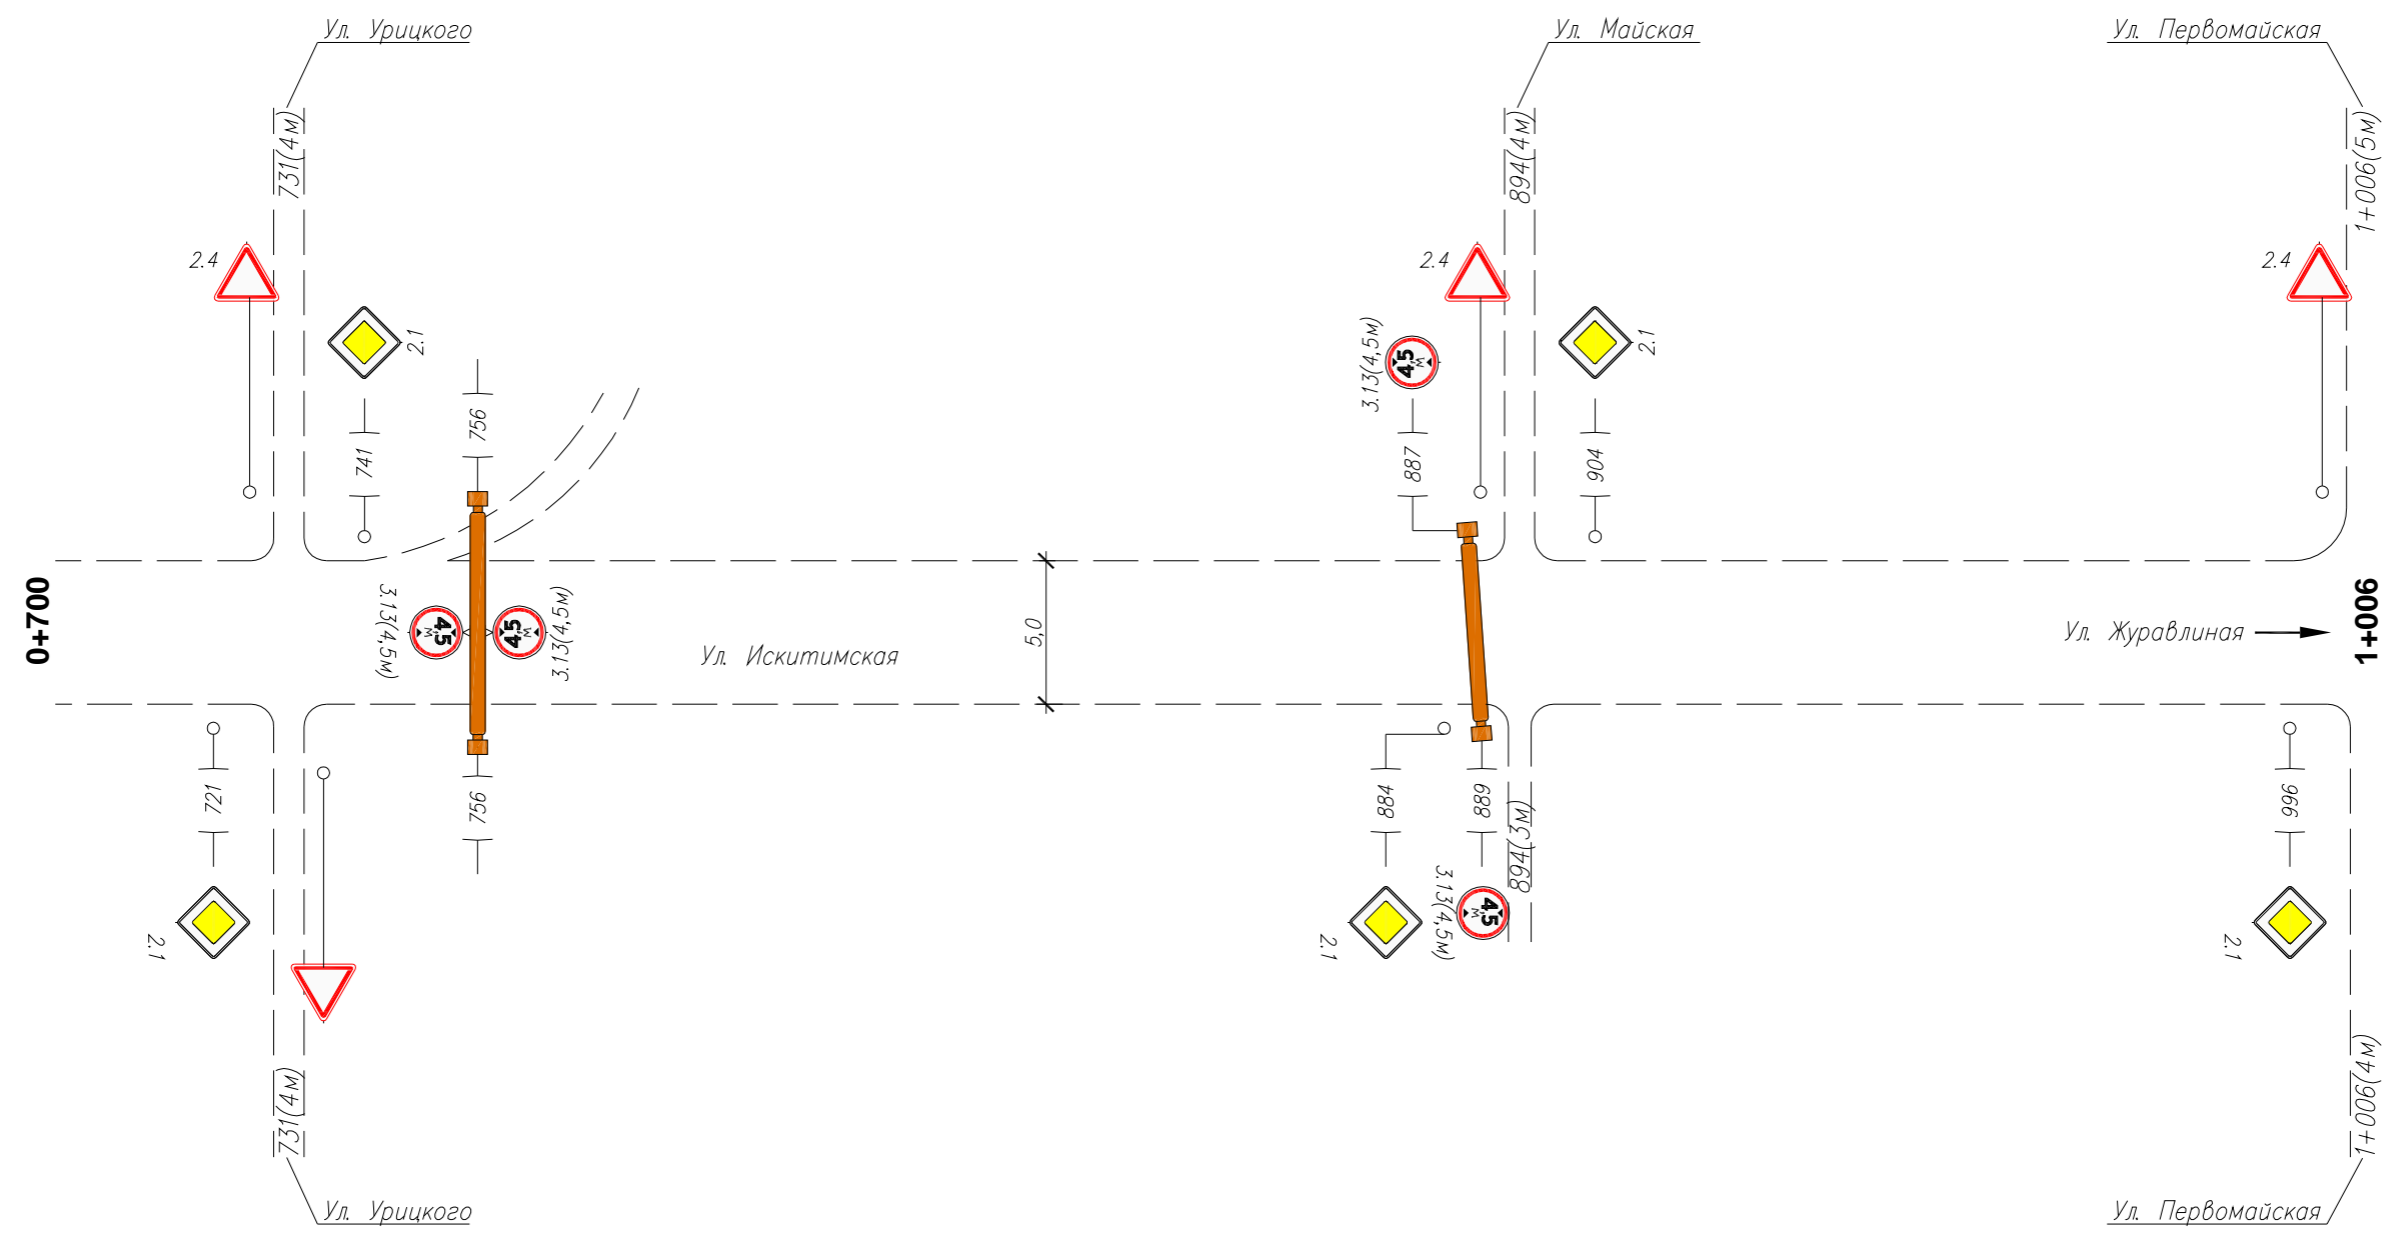 Ул. Урицкого
Ул. Майская
Ул. Первомайская
731(4м)
894(4м)
1+006(5м)
2.4
2.4
2.4
2.1
2.1
3.13(4,5м)
4.5
М
756
741
887
904
0+700
3.13(4,5м)
4.5
М
4.5
М
3.13(4,5м)
Ул. Искитимская
5,0
Ул. Журавлиная
1+006
721
756
884
889
894(3м)
996
2.1
2.1
3.13(4,5м)
4.5
М
2.1
731(4м)
1+006(4м)
Ул. Урицкого
Ул. Первомайская